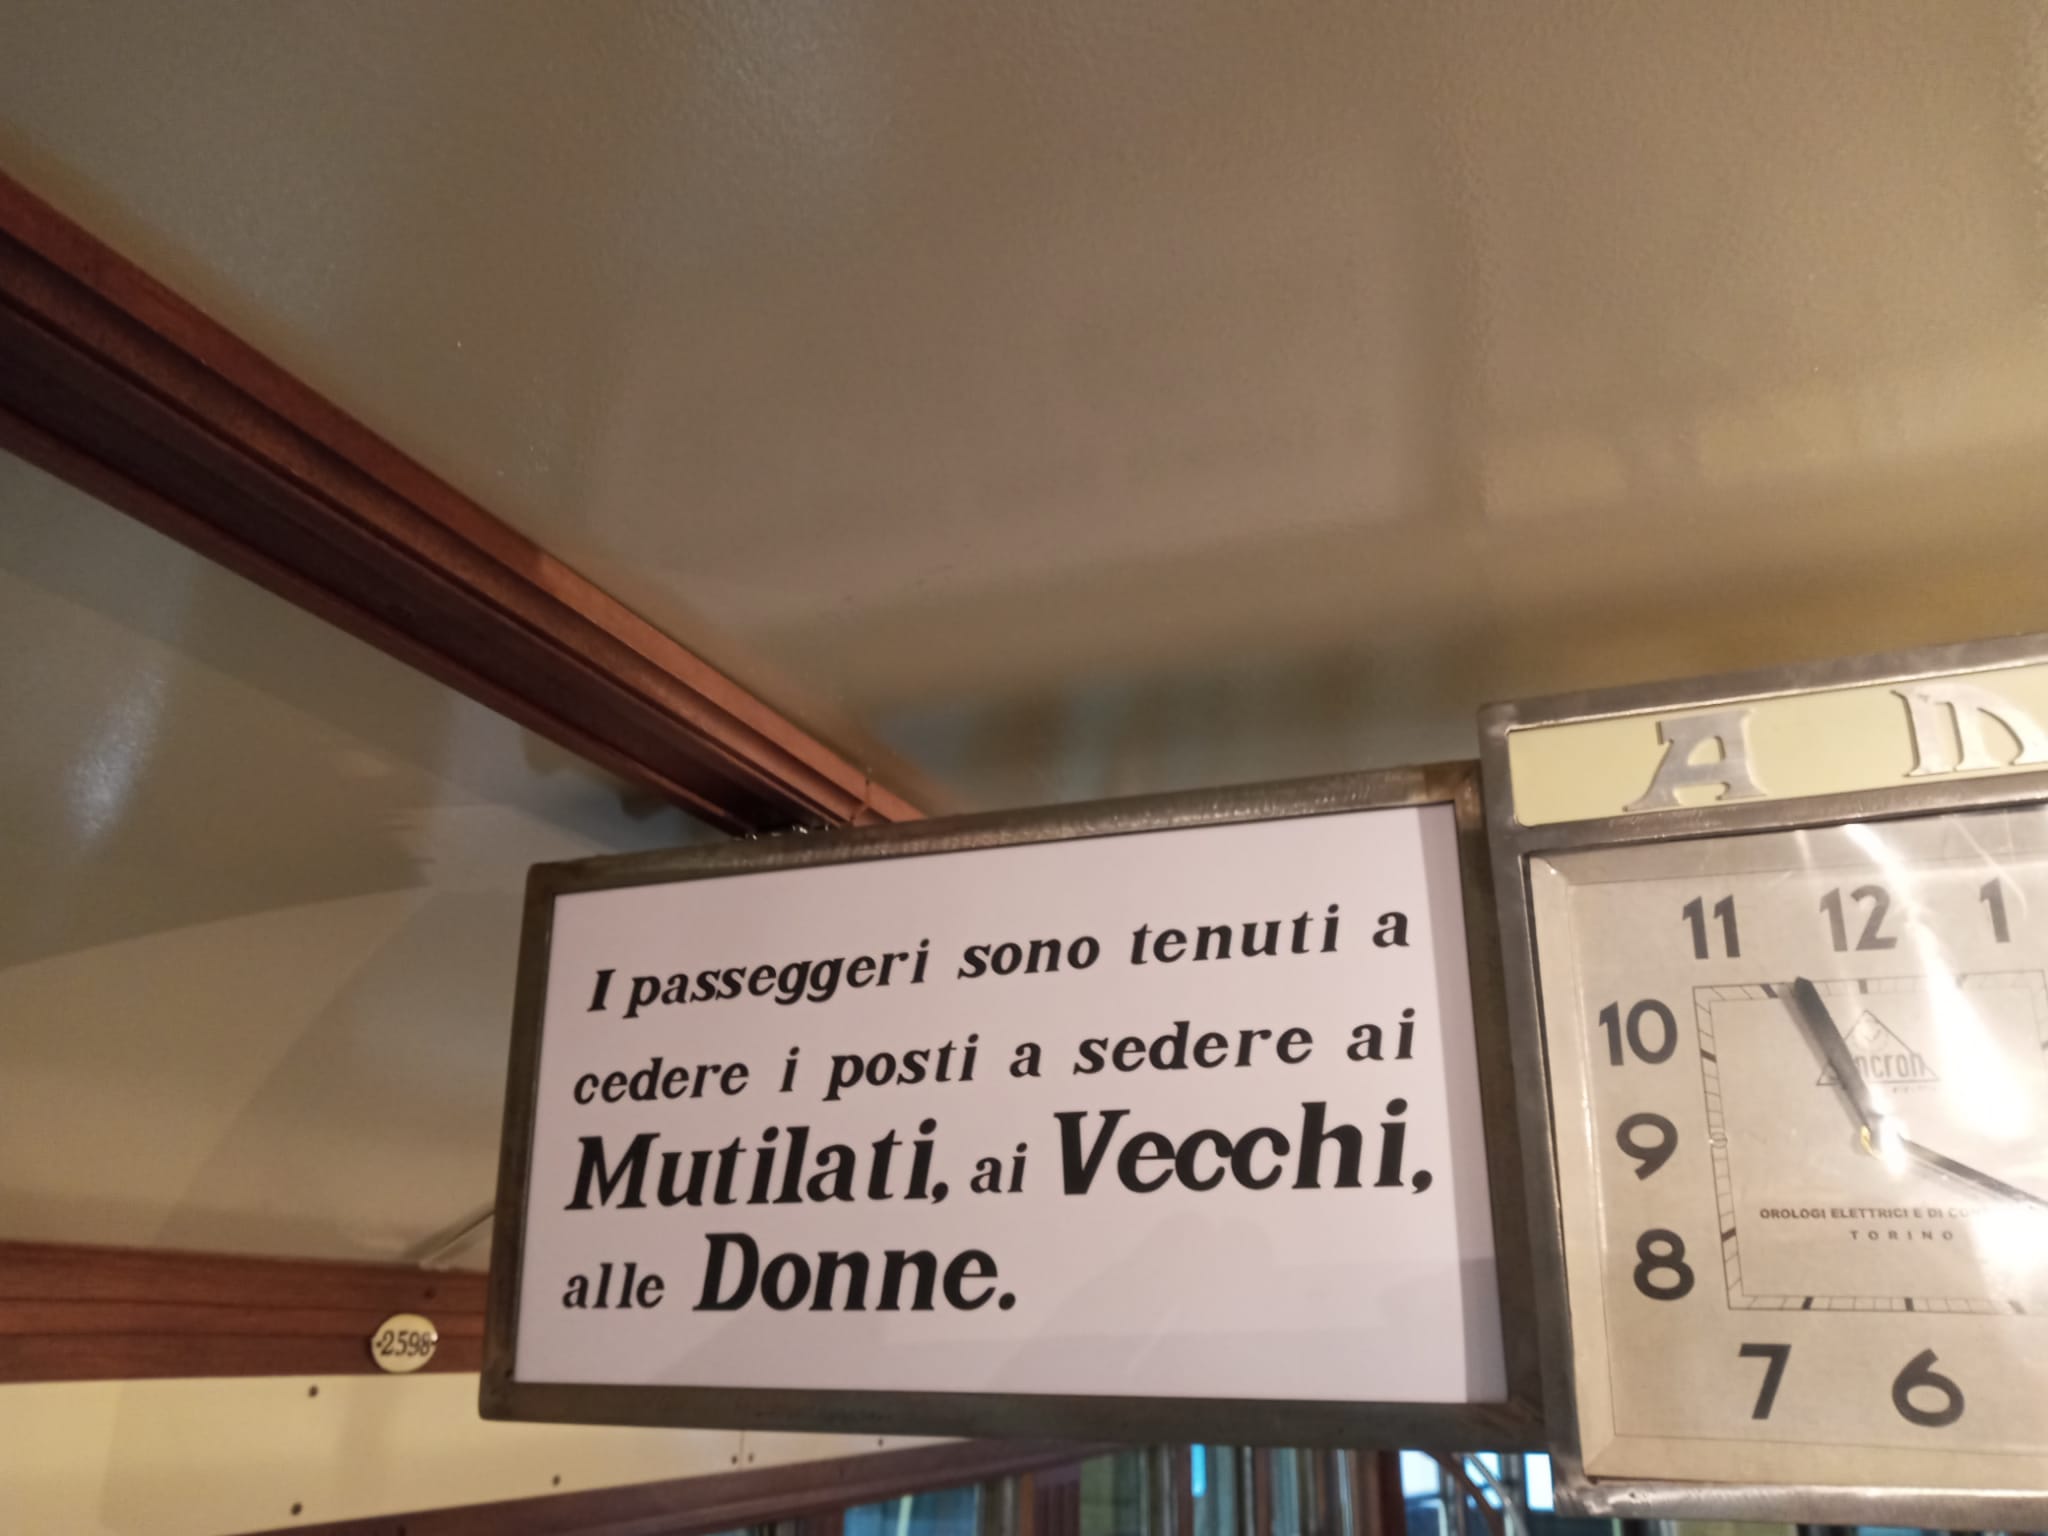 I passeggeri sono tenuti a
cedere i posti a sedere ai
Mutilati, ai Vecchi,
alle Donne.
2598
A M
11 12 1
10
9
8
7 6
OROLOGI ELETTRICI E DI
TORINO